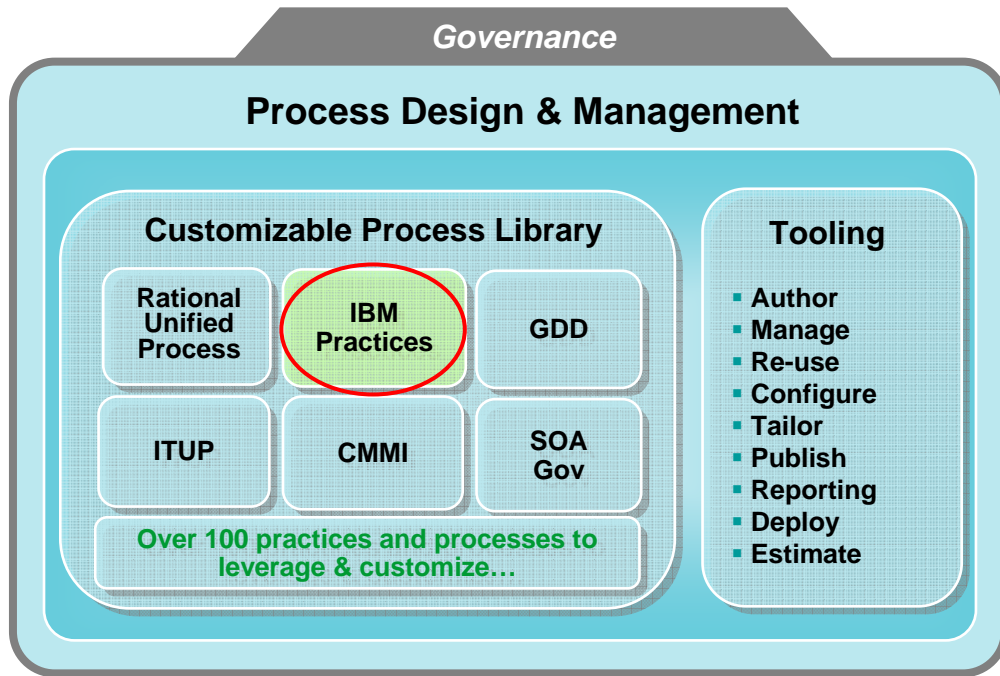 Governance
Process Design & Management
Customizable Process Library
Rational
Unified
Process
IBM
Practices
GDD
ITUP
CMMI
SOA
Gov
Over 100 practices and processes to
leverage & customize…
Tooling
▪ Author
▪ Manage
▪ Re-use
▪ Configure
▪ Tailor
▪ Publish
▪ Reporting
▪ Deploy
▪ Estimate